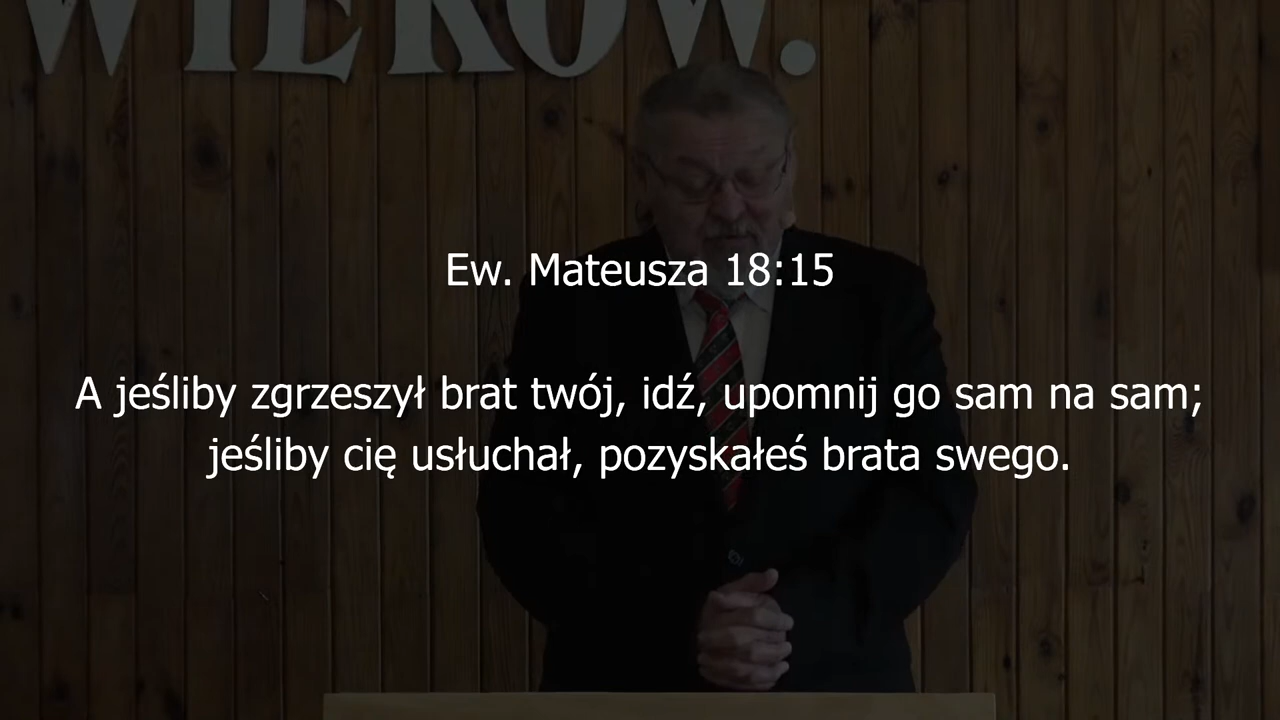 WIEKÓW.
Ew. Mateusza 18:15
A jeśliby zgrzeszył brat twój, idź, upomnij go sam na sam;
jeśliby cię usłuchał, pozyskałeś brata swego.